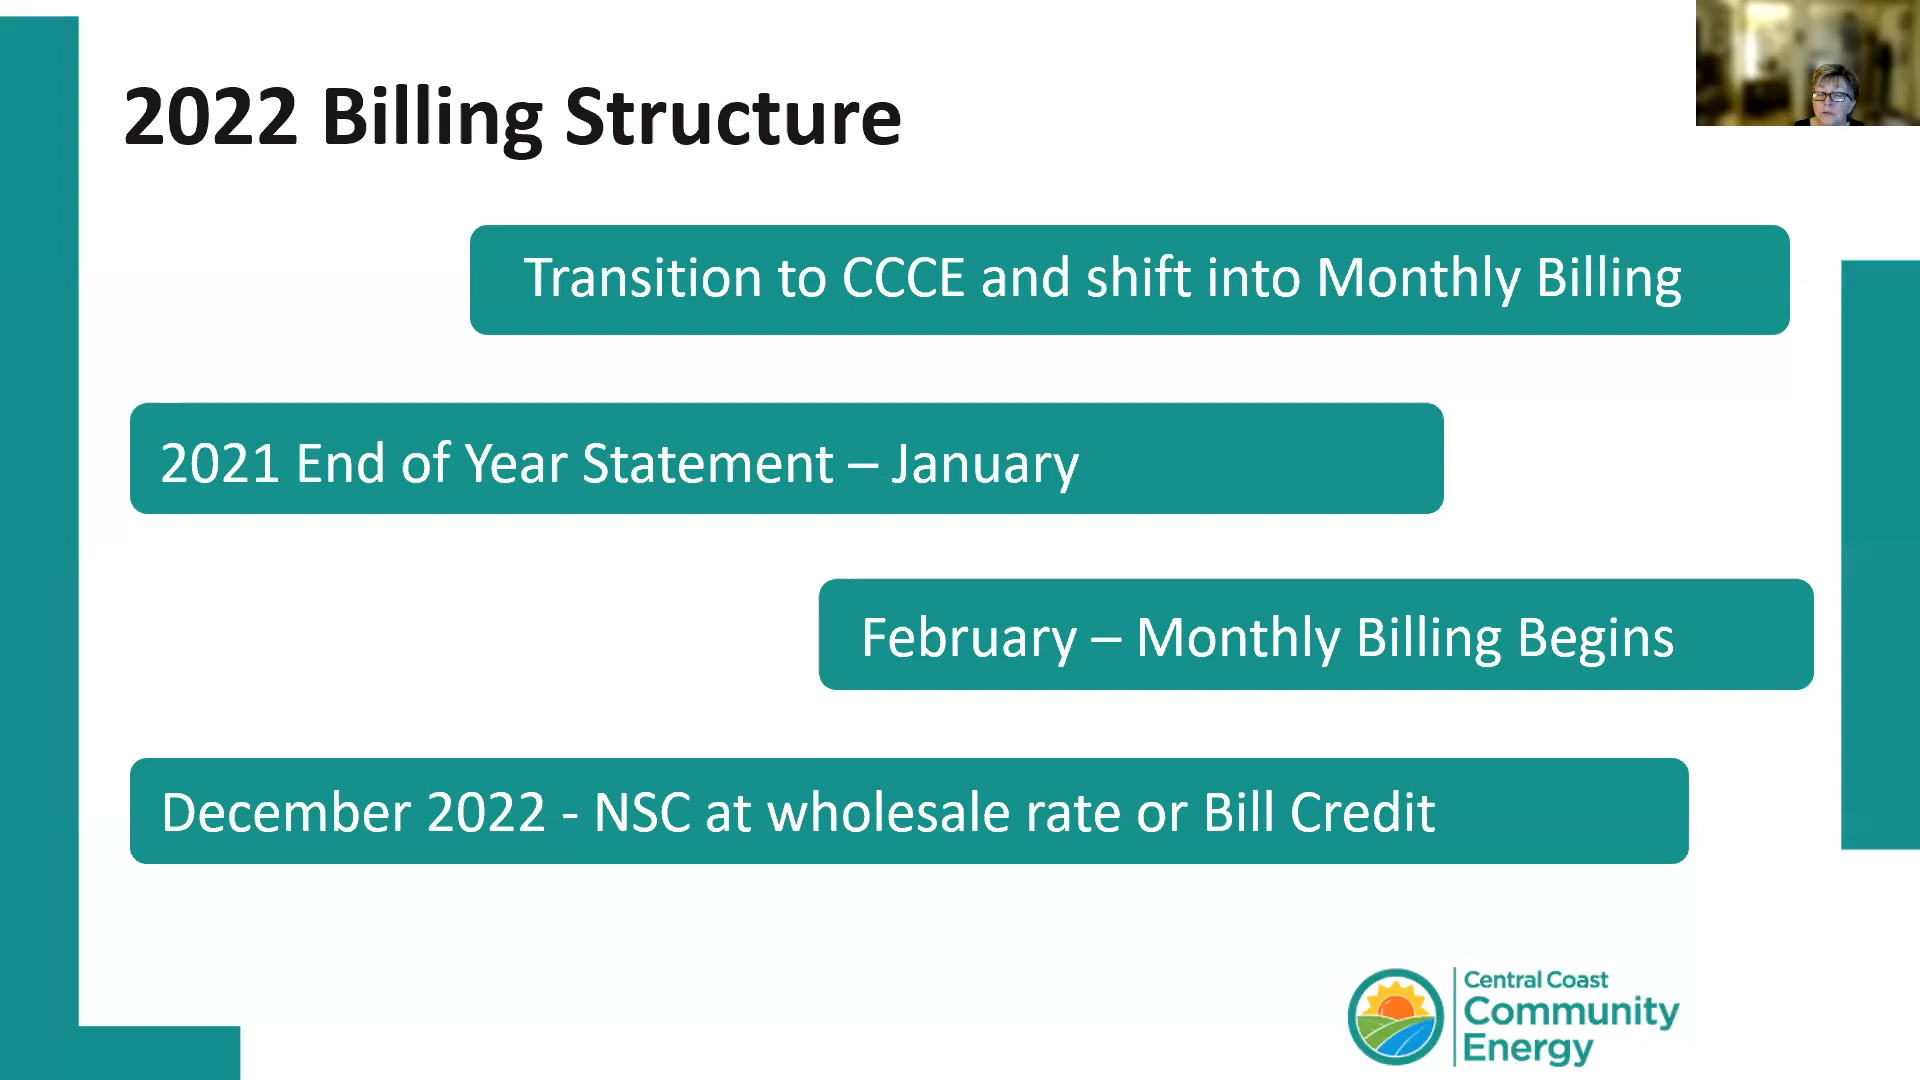 2022 Billing Structure
Transition to CCCE and shift into Monthly Billing
2021 End of Year Statement – January
February – Monthly Billing Begins
December 2022 - NSC at wholesale rate or Bill Credit
Central Coast
Community
Energy